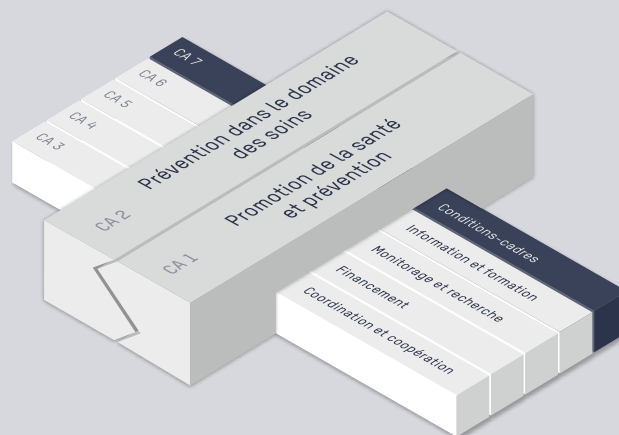 CA 7
CA 6
CA 5
CA 4
CA 3
Prévention dans le domaine
des soins
CA 2
Promotion de la santé
et prévention
CA 1
Conditions-cadres
Information et formation
Monitorage et recherche
Financement
Coordination et coopération